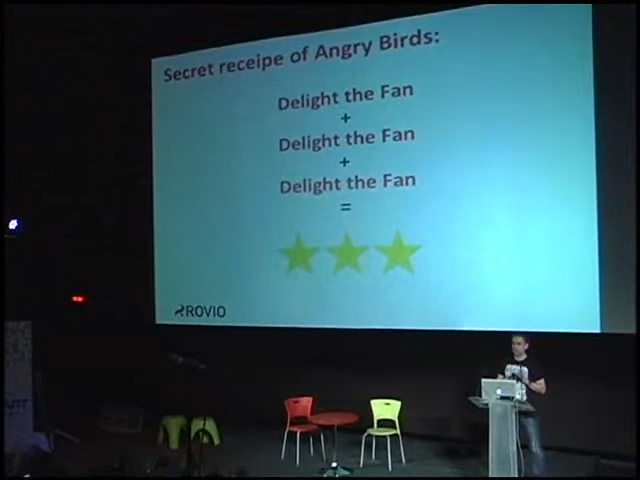 Secret receipe of Angry Birds:
Delight the Fan
+
Delight the Fan
+
Delight the Fan
=
ROVIO